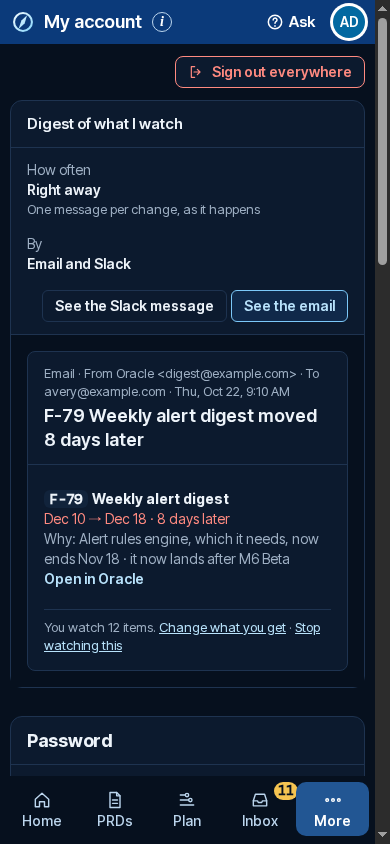 My account i Ask AD
Sign out everywhere
Digest of what I watch
How often
Right away
One message per change, as it happens
By
Email and Slack
See the Slack message See the email
Email · From Oracle <digest@example.com> · To
avery@example.com · Thu, Oct 22, 9:10 AM
F-79 Weekly alert digest moved
8 days later
F-79 Weekly alert digest
Dec 10 → Dec 18 · 8 days later
Why: Alert rules engine, which it needs, now
ends Nov 18 · it now lands after M6 Beta
Open in Oracle
You watch 12 items. Change what you get · Stop
watching this
Password
11
Home PRDs Plan Inbox More